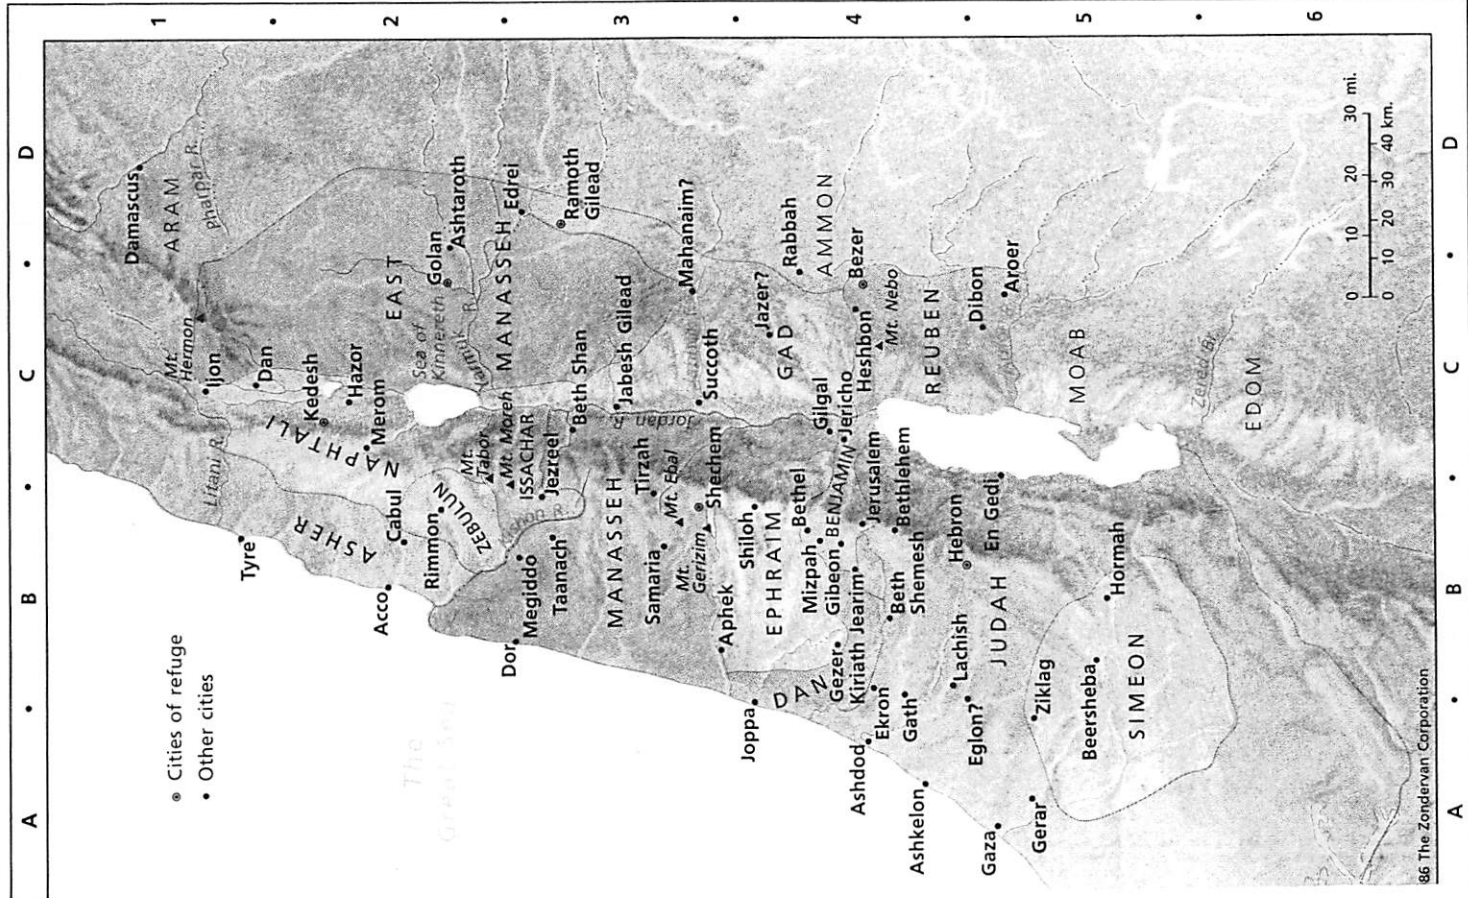 A
B
C
D
1
2
3
4
5
6
Cities of refuge
Other cities
The
Great Sea
Damascus
ARAM
Pharpar R.
Mt.
Hermon
Ijon
Dan
Litani R.
Tyre
Kedesh
Hazor
NAPHTALI
Merom
ASHER
Acco
Cabul
Rimmon
ZEBULUN
Sea of
Kinnereth
EAST
MANASSEH
Golan
Ashtaroth
Yarmuk R.
Edrei
Ramoth
Gilead
Mt.
Tabor
Mt. Moreh
ISSACHAR
Jezreel
Kishon R.
Beth Shan
Dor
Megiddo
Taanach
MANASSEH
Jabesh Gilead
Tirzah
Samaria
Mt. Ebal
Mt.
Gerizim
Shechem
Jordan
R.
Mahanaim?
Succoth
Aphek
Shiloh
Joppa
EPHRAIM
Jazer?
GAD
Rabbah
AMMON
DAN
Bethel
Mizpah
Gibeon
BENJAMIN
Gilgal
Jericho
Gezer
Kiriath Jearim
Jerusalem
Heshbon
Bezer
Mt. Nebo
Ashdod
Ekron
Gath
Beth
Shemesh
Bethlehem
REUBEN
Ashkelon
Lachish
Eglon?
Hebron
JUDAH
En Gedi
Dibon
Aroer
Gaza
Gerar
Ziklag
Beersheba
SIMEON
Hormah
MOAB
Zered Br.
EDOM
0 10 20 30 mi.
0 10 20 30 40 km.
86 The Zondervan Corporation
A
B
C
D